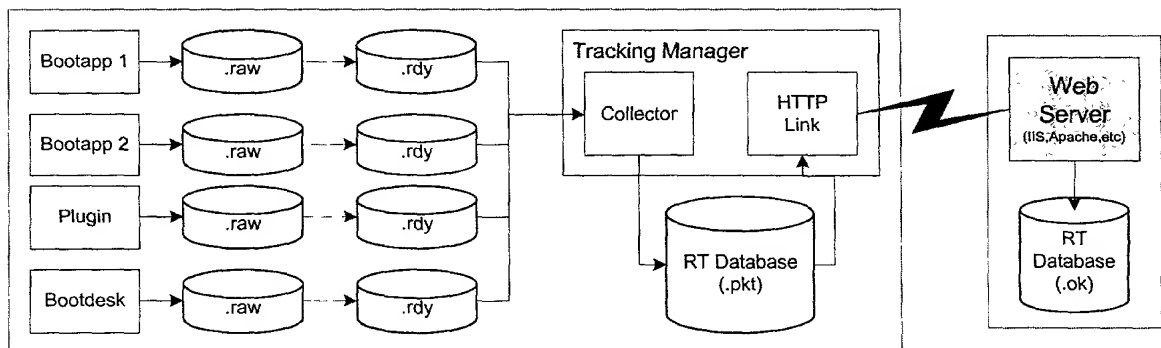 Bootapp 1
.raw
.rdy
Bootapp 2
.raw
.rdy
Plugin
.raw
.rdy
Bootdesk
.raw
.rdy
Tracking Manager
Collector
HTTP
Link
RT Database
(.pkt)
Web
Server
(IIS,Apache,etc)
RT
Database
(.ok)